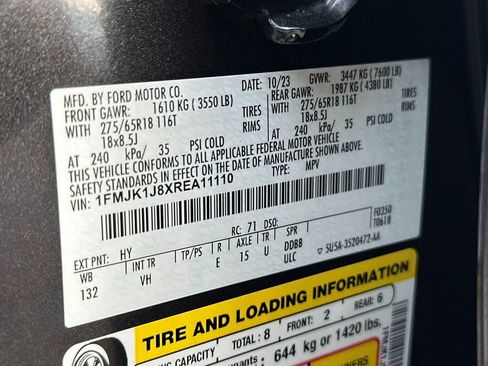 MFD. BY FORD MOTOR CO.
10/23 GVWR: 3447 KG (7600 LB)
FRONT GAWR: 1610 KG (3550 LB) REAR GAWR: 1987 KG (4380 LB)
WITH 275/65R18 116T TIRES WITH 275/65R18 116T TIRES
18x8.5J RIMS 18x8.5J RIMS
AT 240 kPa/ 35 PSI COLD AT 240 kPa/ 35 PSI COLD
THIS VEHICLE CONFORMS TO ALL APPLICABLE FEDERAL MOTOR VEHICLE
SAFETY STANDARDS IN EFFECT ON THE DATE OF MANUFACTURE SHOWN ABOVE.
VIN: 1FMJK1J8XREA11110 TYPE: MPV
F0350
T0618
EXT PNT: HY RC: 71 DSO:
WB INT TR TP/PS R AXLE TR SPR
132 VH E 15 U DDBB
ULC 5U5A-3520472-AA
TIRE AND LOADING INFORMATION
CAPACITY TOTAL: 8 FRONT: 2 REAR: 6
644 kg or 1420 lbs.